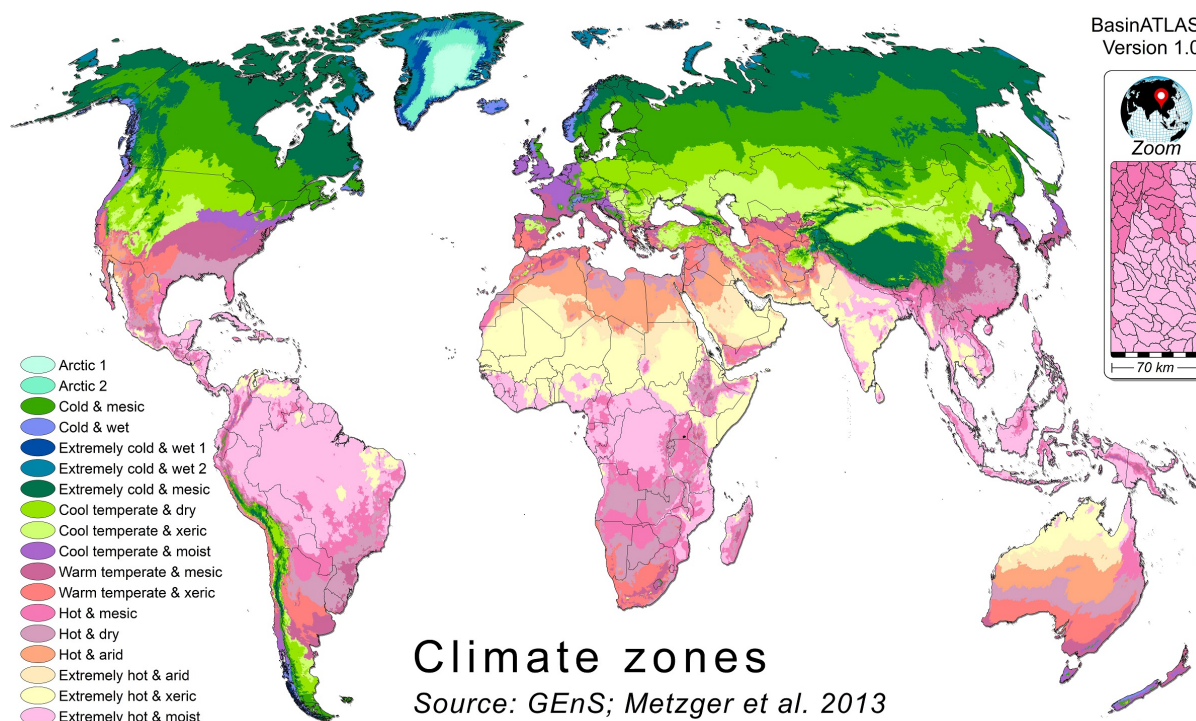 BasinATLAS
Version 1.0
Zoom
70 km
Arctic 1
Arctic 2
Cold & mesic
Cold & wet
Extremely cold & wet 1
Extremely cold & wet 2
Extremely cold & mesic
Cool temperate & dry
Cool temperate & xeric
Cool temperate & moist
Warm temperate & mesic
Warm temperate & xeric
Hot & mesic
Hot & dry
Hot & arid
Extremely hot & arid
Extremely hot & xeric
Extremely hot & moist
Climate zones
Source: GEnS; Metzger et al. 2013